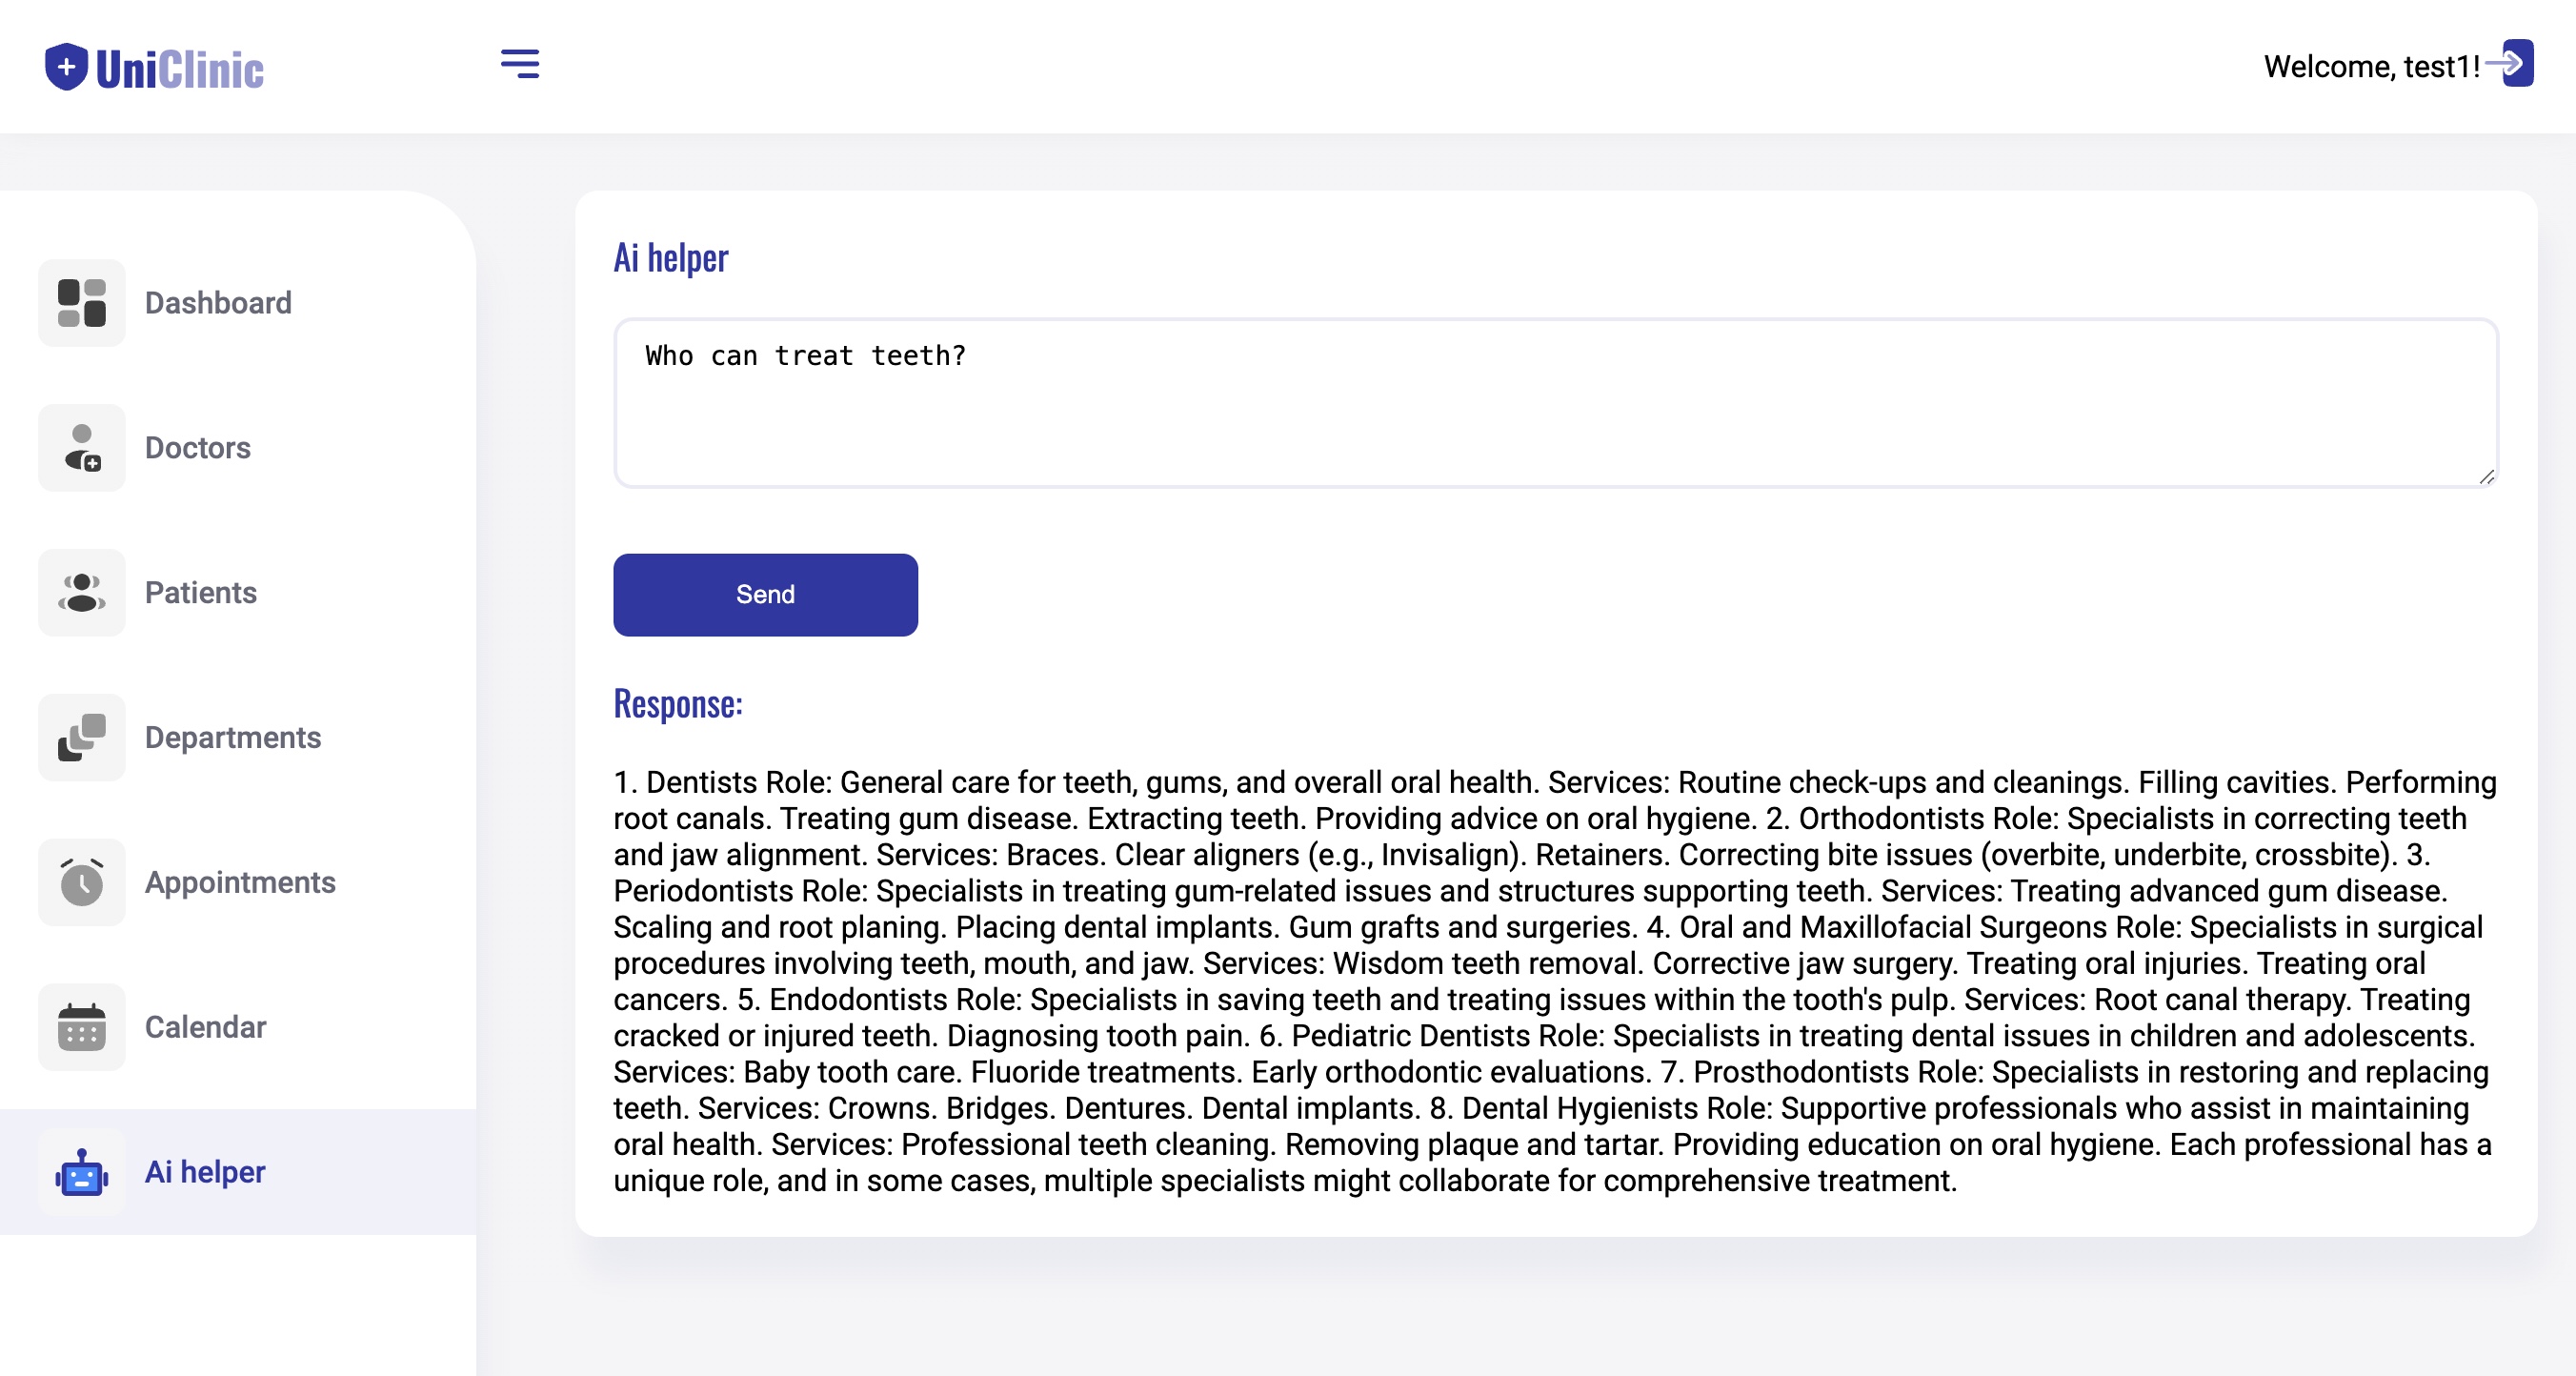 UniClinic
Welcome, test1!
Dashboard
Doctors
Patients
Departments
Appointments
Calendar
Ai helper
Ai helper
Who can treat teeth?
Send
Response:
1. Dentists Role: General care for teeth, gums, and overall oral health. Services: Routine check-ups and cleanings. Filling cavities. Performing
root canals. Treating gum disease. Extracting teeth. Providing advice on oral hygiene. 2. Orthodontists Role: Specialists in correcting teeth
and jaw alignment. Services: Braces. Clear aligners (e.g., Invisalign). Retainers. Correcting bite issues (overbite, underbite, crossbite). 3.
Periodontists Role: Specialists in treating gum-related issues and structures supporting teeth. Services: Treating advanced gum disease.
Scaling and root planing. Placing dental implants. Gum grafts and surgeries. 4. Oral and Maxillofacial Surgeons Role: Specialists in surgical
procedures involving teeth, mouth, and jaw. Services: Wisdom teeth removal. Corrective jaw surgery. Treating oral injuries. Treating oral
cancers. 5. Endodontists Role: Specialists in saving teeth and treating issues within the tooth's pulp. Services: Root canal therapy. Treating
cracked or injured teeth. Diagnosing tooth pain. 6. Pediatric Dentists Role: Specialists in treating dental issues in children and adolescents.
Services: Baby tooth care. Fluoride treatments. Early orthodontic evaluations. 7. Prosthodontists Role: Specialists in restoring and replacing
teeth. Services: Crowns. Bridges. Dentures. Dental implants. 8. Dental Hygienists Role: Supportive professionals who assist in maintaining
oral health. Services: Professional teeth cleaning. Removing plaque and tartar. Providing education on oral hygiene. Each professional has a
unique role, and in some cases, multiple specialists might collaborate for comprehensive treatment.